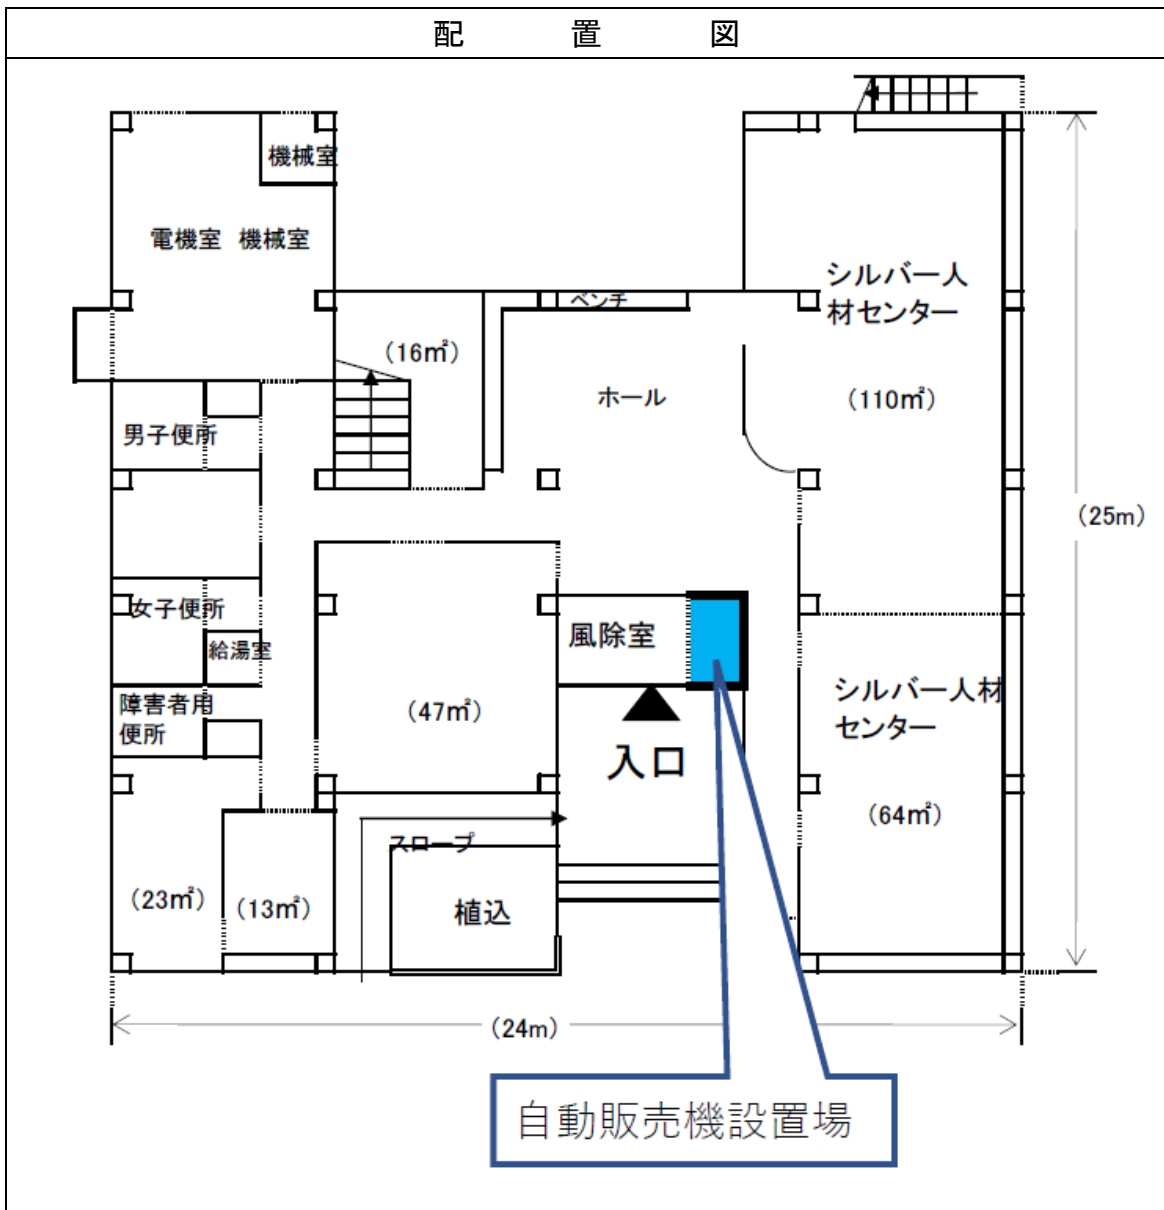 配置図
機械室
電機室 機械室
シルバー人
材センター
ベンチ
（16㎡）
ホール
（110㎡）
男子便所
（25m）
女子便所
風除室
給湯室
シルバー人材
センター
障害者用
便所
（47㎡）
入口
（64㎡）
スロープ
（23㎡）
（13㎡）
植込
（24m）
自動販売機設置場